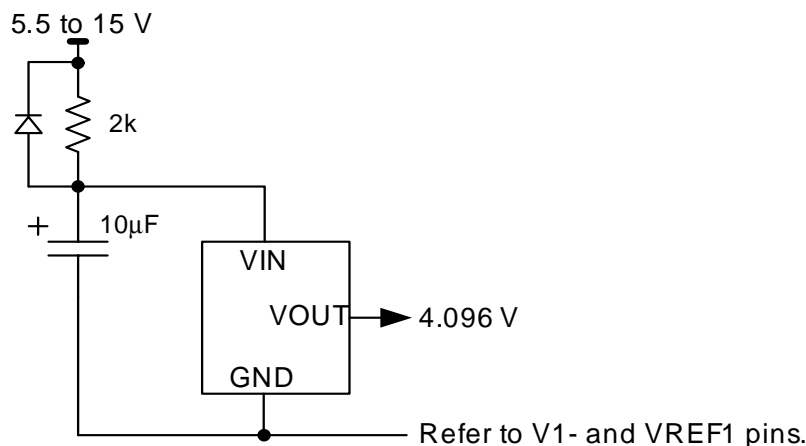 5.5 to 15 V
2k
+
10µF
VIN
VOUT
4.096 V
GND
Refer to V1- and VREF1 pins.